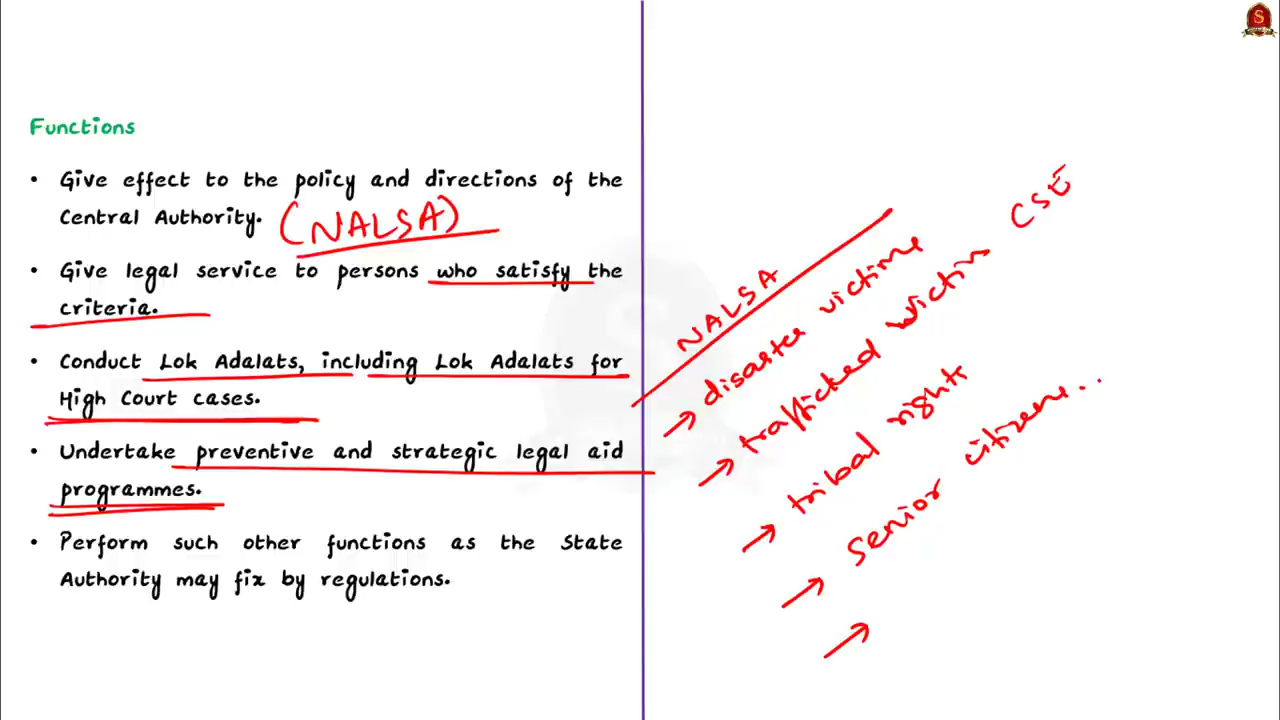 Functions
• Give effect to the policy and directions of the
Central Authority. (NALSA)
• Give legal service to persons who satisfy the
criteria.
• Conduct Lok Adalats, including Lok Adalats for
High Court cases.
• Undertake preventive and strategic legal aid
programmes.
• Perform such other functions as the State
Authority may fix by regulations.
NALSA
→ disaster victims
→ trafficked victim CSE
→ tribal rights
→ Senior citizens...
→
S